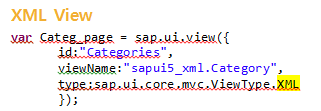 XML View
var Categ_page = sap.ui.view({
id:"Categories",
viewName:"sapui5_xml.Category",
type:sap.ui.core.mvc.ViewType.XML
});